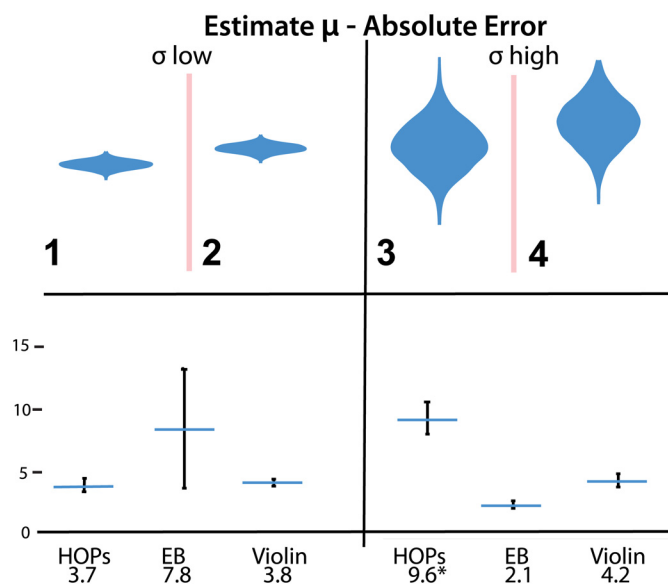 Estimate μ - Absolute Error
σ low
σ high
1
2
3
4
15
10
5
0
HOPs
EB
Violin
HOPs
EB
Violin
3.7
7.8
3.8
9.6*
2.1
4.2